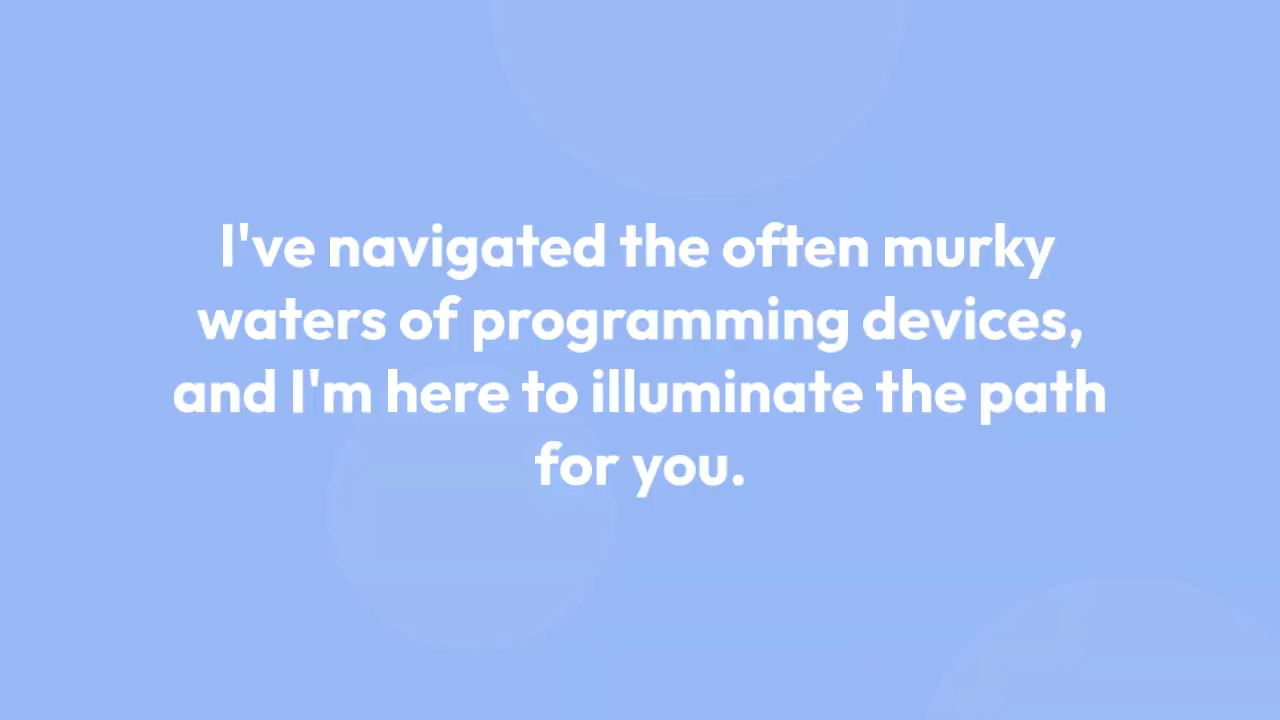 I've navigated the often murky
waters of programming devices,
and I'm here to illuminate the path
for you.